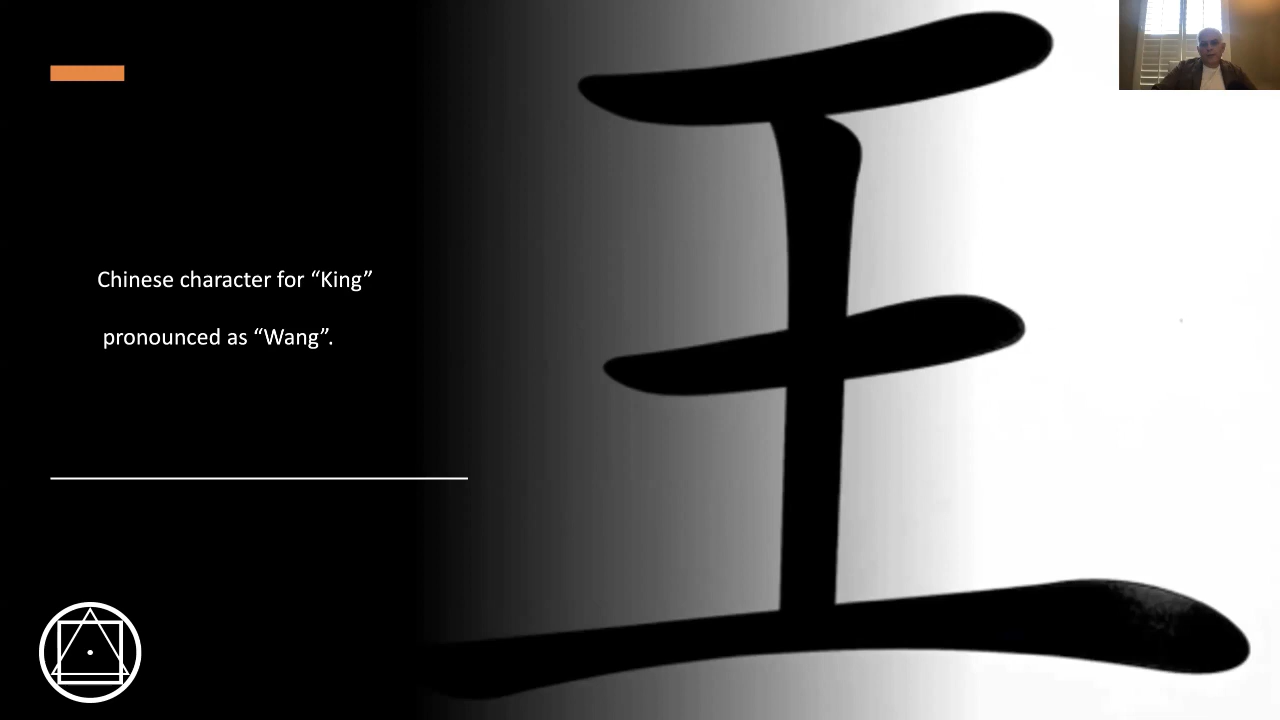 Chinese character for “King”
pronounced as “Wang”.
王